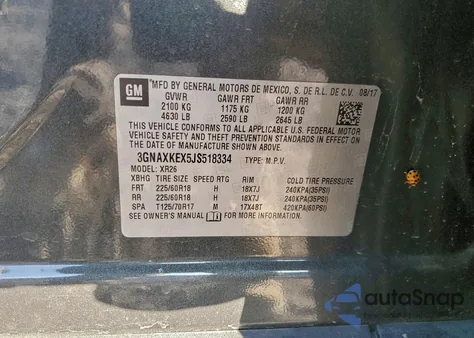 GM
*MFD BY GENERAL MOTORS DE MEXICO, S. DE R.L. DE C.V. 08/17
GVWR GAWR FRT GAWR RR
2100 KG 1175 KG 1200 KG
4630 LB 2590 LB 2645 LB
THIS VEHICLE CONFORMS TO ALL APPLICABLE U.S. FEDERAL MOTOR
VEHICLE SAFETY AND THEFT PREVENTION STANDARDS IN EFFECT ON
THE DATE OF MANUFACTURE SHOWN ABOVE.
3GNAXKEX5JS518334 TYPE: M.P.V.
MODEL: XR26
XBHG TIRE SIZE SPEED RTG RIM COLD TIRE PRESSURE
FRT 225/60R18 H 18X7J 240KPA(35PSI)
RR 225/60R18 H 18X7J 240KPA(35PSI)
SPA T125/70R17 M 17X4BT 420KPA(60PSI)
SEE OWNER'S MANUAL FOR MORE INFORMATION.
autoSnap